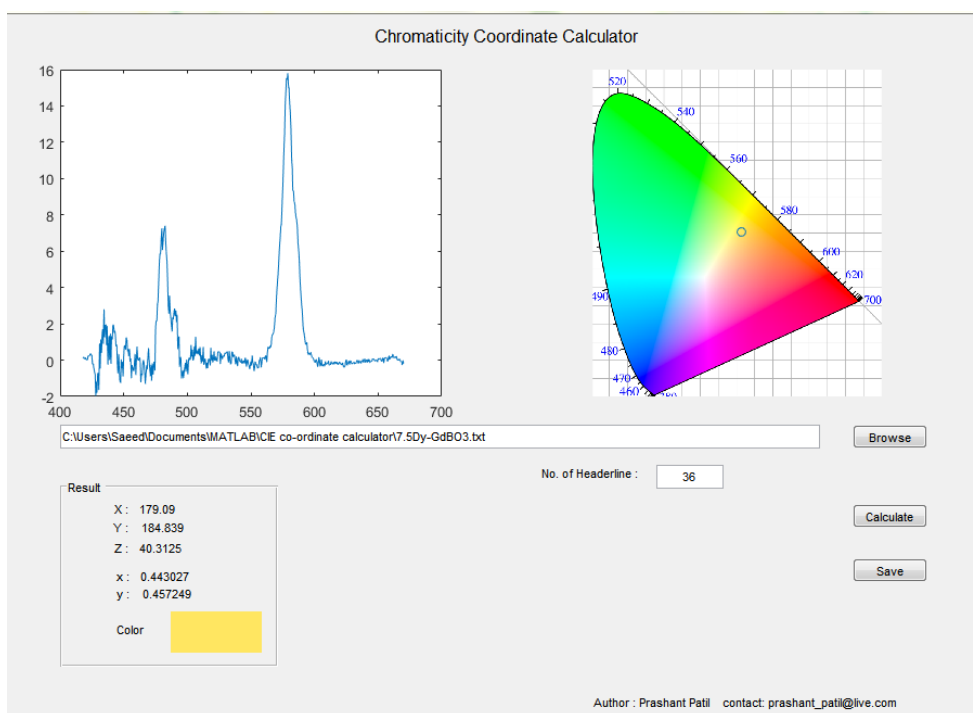 Chromaticity Coordinate Calculator
16
14
12
10
8
6
4
2
0
-2
400 450 500 550 600 650 700
520
540
560
580
600
620
700
490
480
470
460
380
C:\Users\Saeed\Documents\MATLAB\CIE co-ordinate calculator\7.5Dy-GdBO3.txt
Browse
No. of Headerline : 36
Result
X : 179.09
Y : 184.839
Z : 40.3125
x : 0.443027
y : 0.457249
Color
Calculate
Save
Author : Prashant Patil contact: prashant_patil@live.com